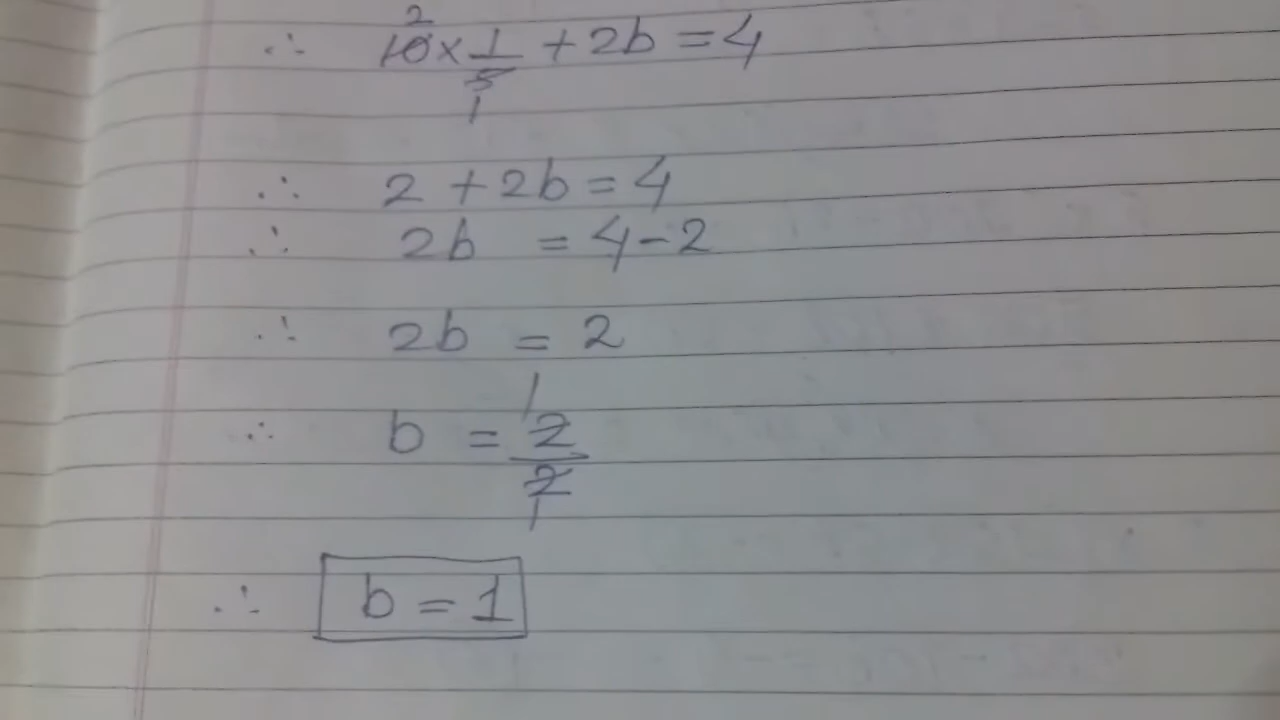 ∴ 10 × 1/5 + 2b = 4
∴ 2 + 2b = 4
∴ 2b = 4 - 2
∴ 2b = 2
∴ b = 2/2
∴ b = 1